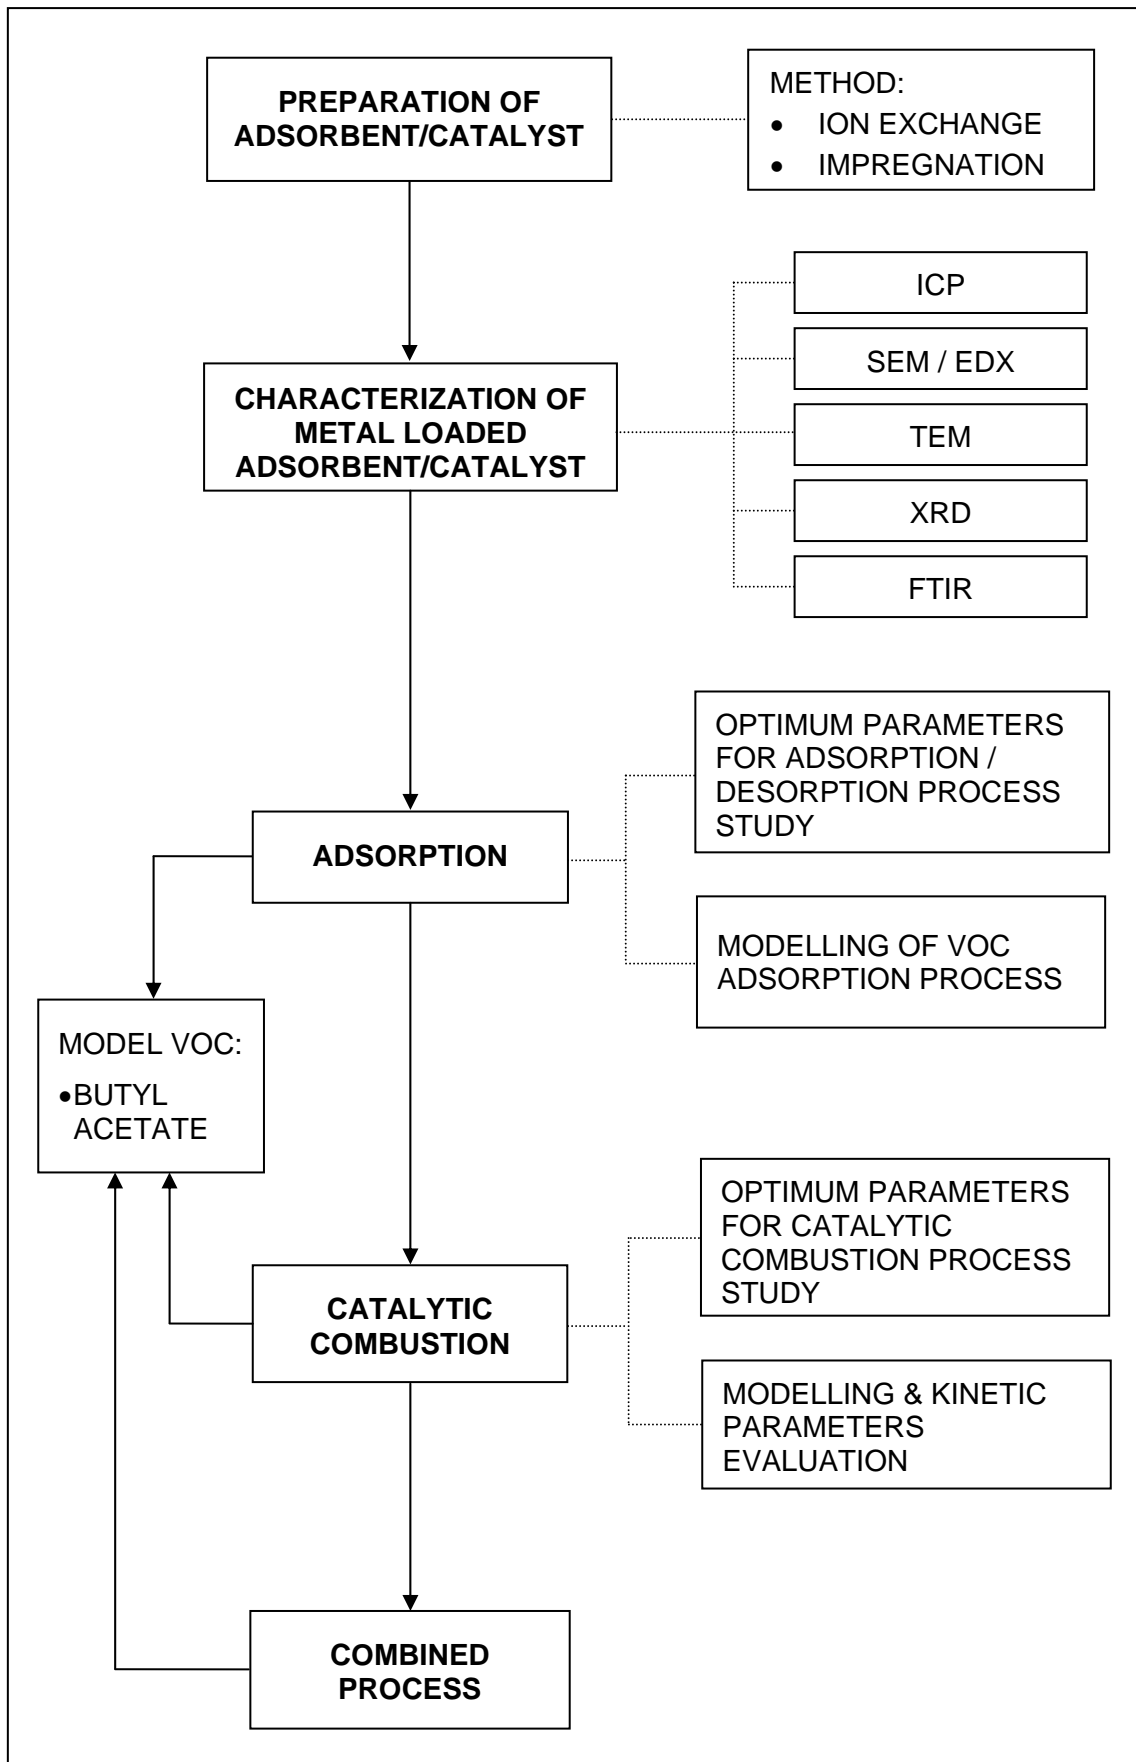 PREPARATION OF
ADSORBENT/CATALYST
METHOD:
• ION EXCHANGE
• IMPREGNATION
ICP
SEM / EDX
TEM
XRD
FTIR
CHARACTERIZATION OF
METAL LOADED
ADSORBENT/CATALYST
OPTIMUM PARAMETERS
FOR ADSORPTION /
DESORPTION PROCESS
STUDY
ADSORPTION
MODELLING OF VOC
ADSORPTION PROCESS
MODEL VOC:
•BUTYL
ACETATE
OPTIMUM PARAMETERS
FOR CATALYTIC
COMBUSTION PROCESS
STUDY
CATALYTIC
COMBUSTION
MODELLING & KINETIC
PARAMETERS
EVALUATION
COMBINED
PROCESS